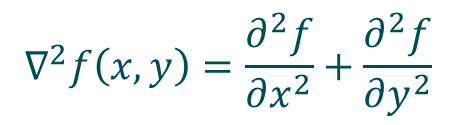 ∇²f(x, y) = ∂²f/∂x² + ∂²f/∂y²